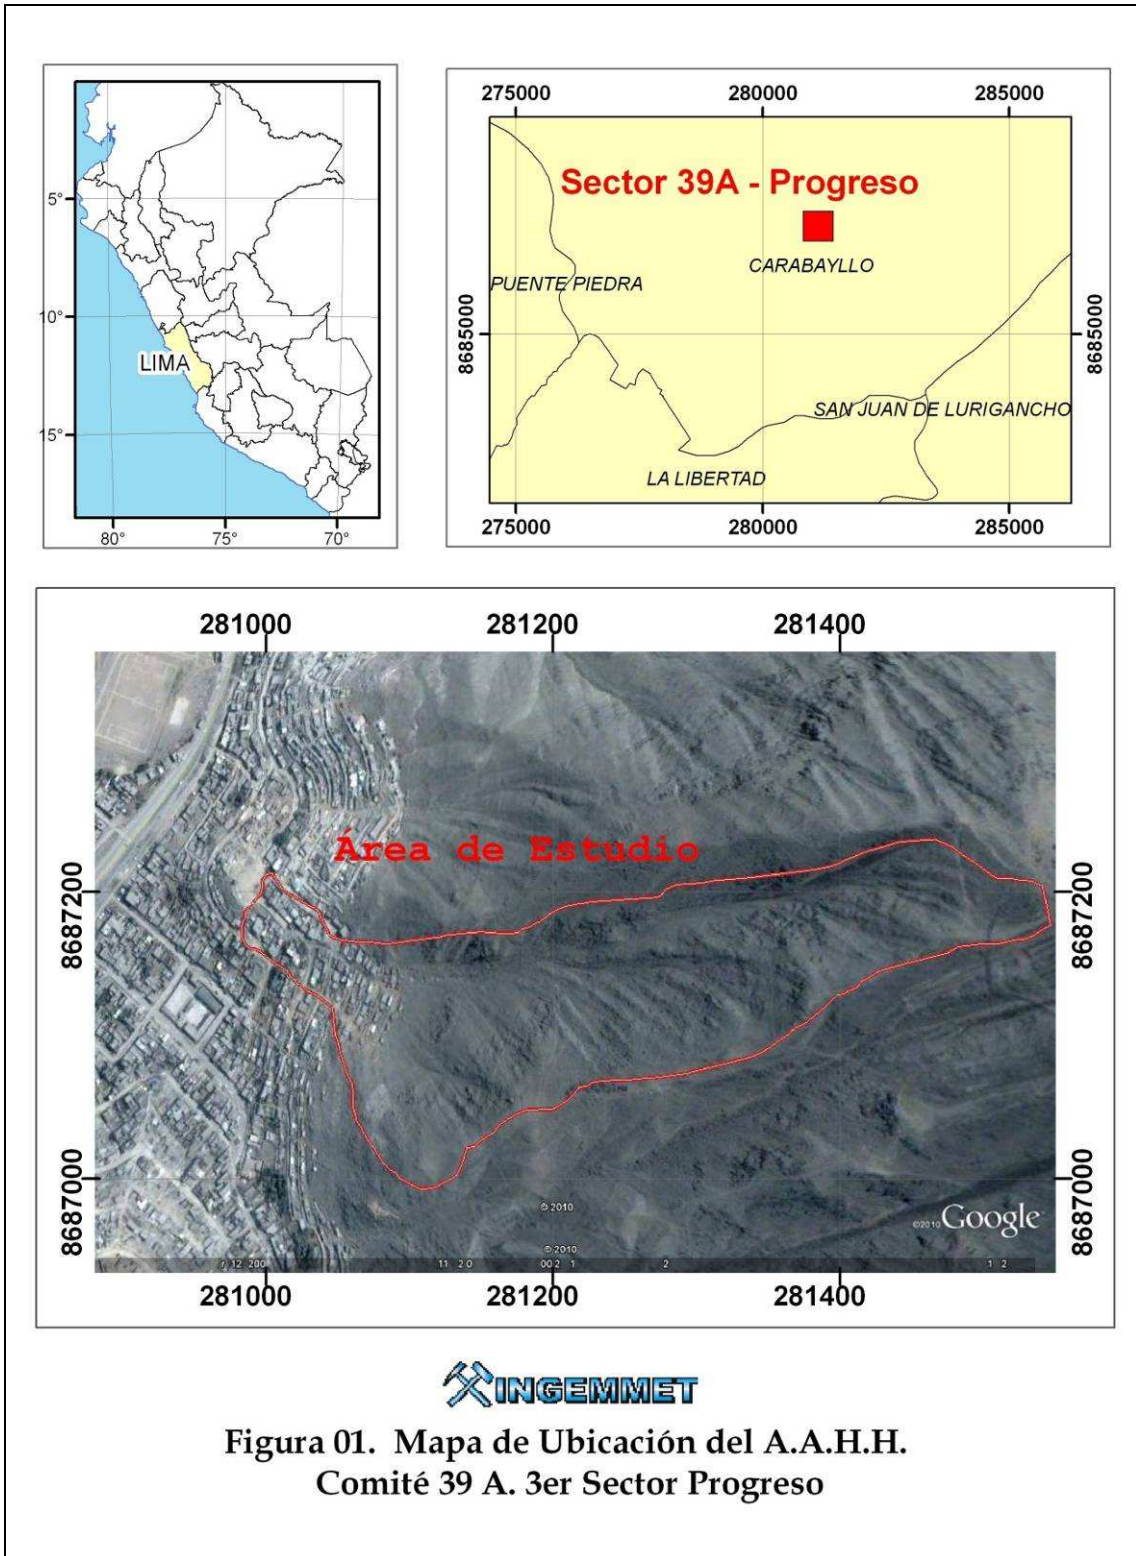 5°
10°
15°
LIMA
80°
75°
70°
275000 280000 285000
Sector 39A - Progreso
CARABAYLLO
PUENTE PIEDRA
8685000 8685000
SAN JUAN DE LURIGANCHO
LA LIBERTAD
275000 280000 285000
281000 281200 281400
Área de Estudio
8687200 8687200
8687000 8687000
© 2010
©2010 Google
© 2010
281000 281200 281400
INGEMMET
Figura 01. Mapa de Ubicación del A.A.H.H.
Comité 39 A. 3er Sector Progreso